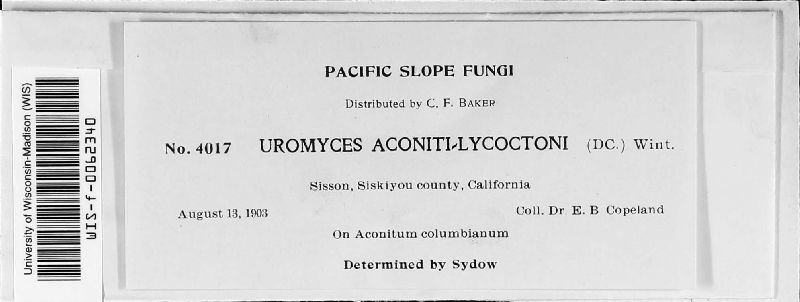 PACIFIC SLOPE FUNGI
Distributed by C. F. BAKER
No. 4017 UROMYCES ACONITI-LYCOCTONI (DC.) Wint.
Sisson, Siskiyou county, California
August 13, 1903 Coll. Dr E. B Copeland
On Aconitum columbianum
Determined by Sydow
University of Wisconsin-Madison (WIS)
WIS-f-0062340